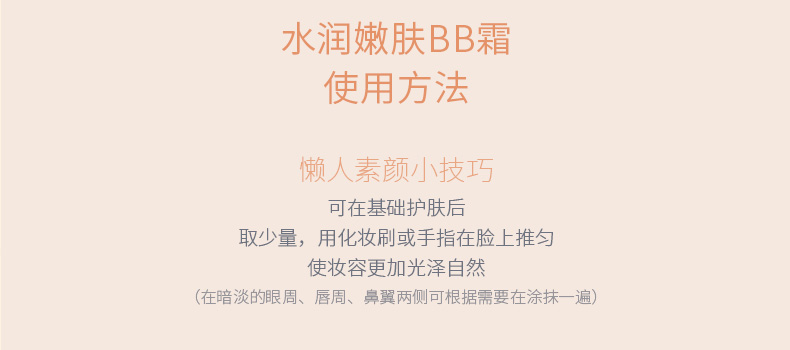 水润嫩肤BB霜
使用方法
懒人素颜小技巧
可在基础护肤后
取少量，用化妆刷或手指在脸上推匀
使妆容更加光泽自然
（在暗淡的眼周、唇周、鼻翼两侧可根据需要在涂抹一遍）